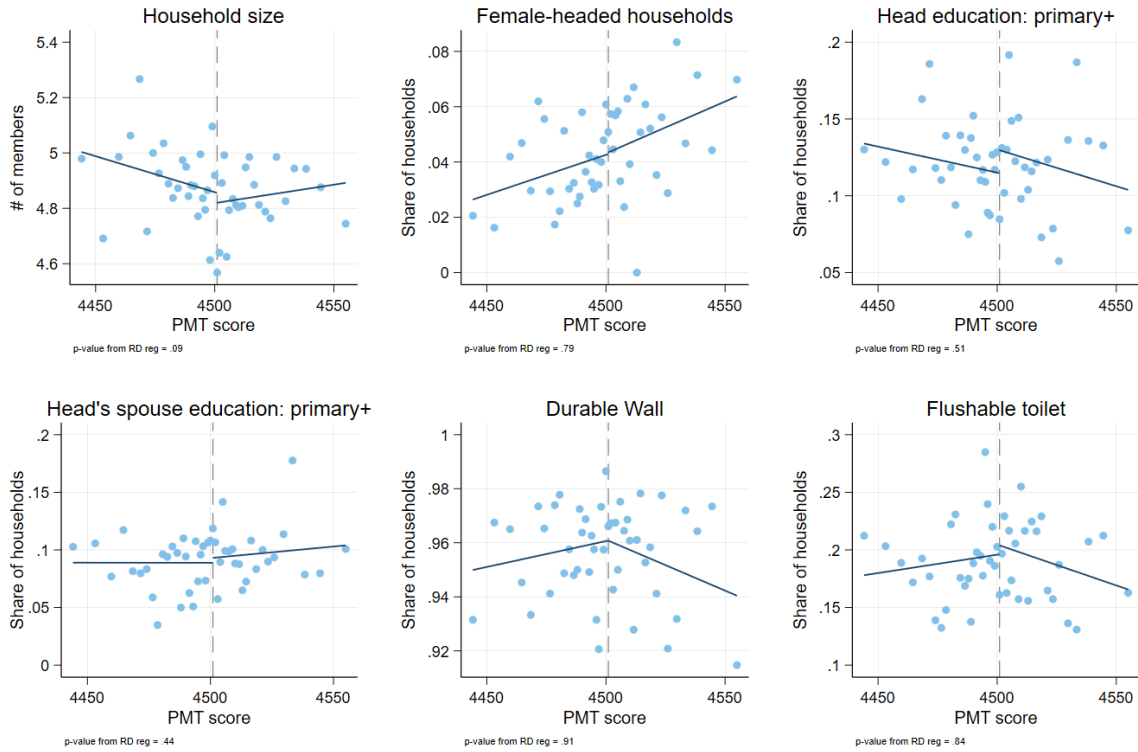 Household size
5.4
5.2
5
4.8
4.6
# of members
4450
4500
4550
PMT score
p-value from RD reg = .09
Female-headed households
.08
.06
.04
.02
0
Share of households
4450
4500
4550
PMT score
p-value from RD reg = .79
Head education: primary+
.2
.15
.1
.05
Share of households
4450
4500
4550
PMT score
p-value from RD reg = .51
Head's spouse education: primary+
.2
.15
.1
.05
0
Share of households
4450
4500
4550
PMT score
p-value from RD reg = .44
Durable Wall
1
.98
.96
.94
.92
Share of households
4450
4500
4550
PMT score
p-value from RD reg = .91
Flushable toilet
.3
.25
.2
.15
.1
Share of households
4450
4500
4550
PMT score
p-value from RD reg = .84